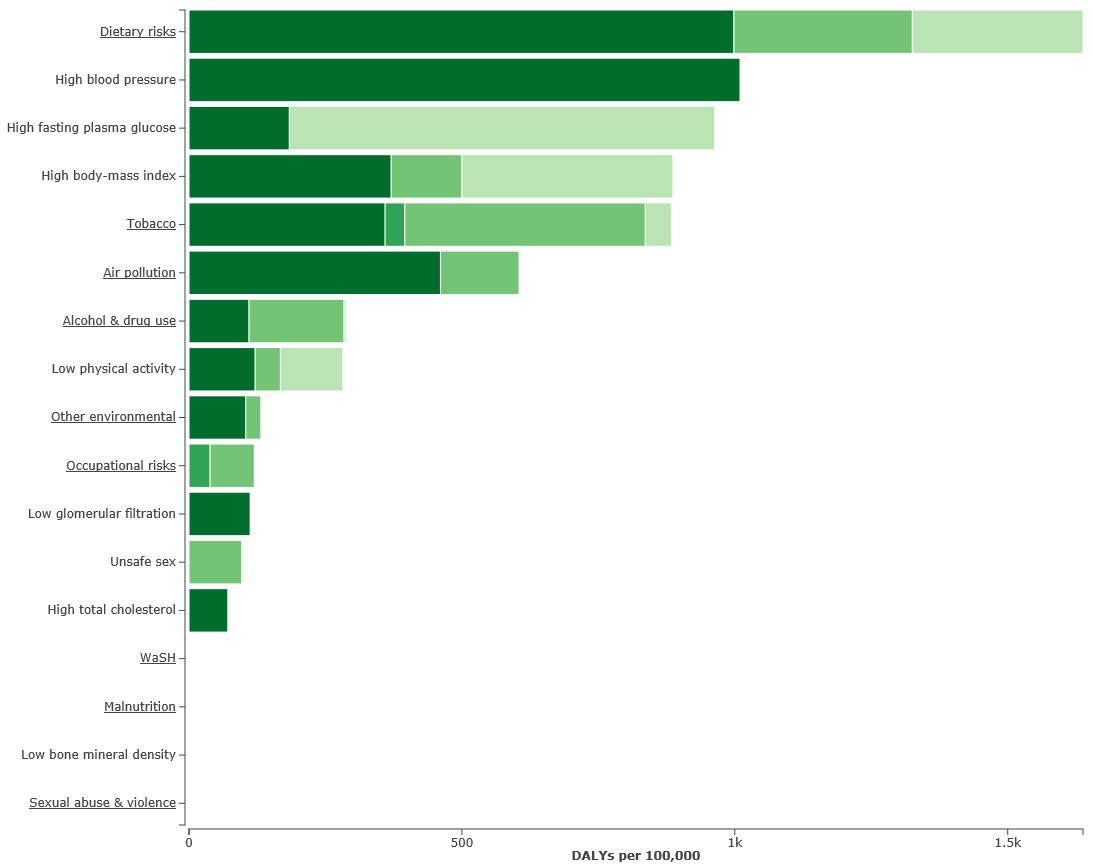 Dietary risks
High blood pressure
High fasting plasma glucose
High body-mass index
Tobacco
Air pollution
Alcohol & drug use
Low physical activity
Other environmental
Occupational risks
Low glomerular filtration
Unsafe sex
High total cholesterol
WaSH
Malnutrition
Low bone mineral density
Sexual abuse & violence
0 500 1k 1.5k
DALYs per 100,000